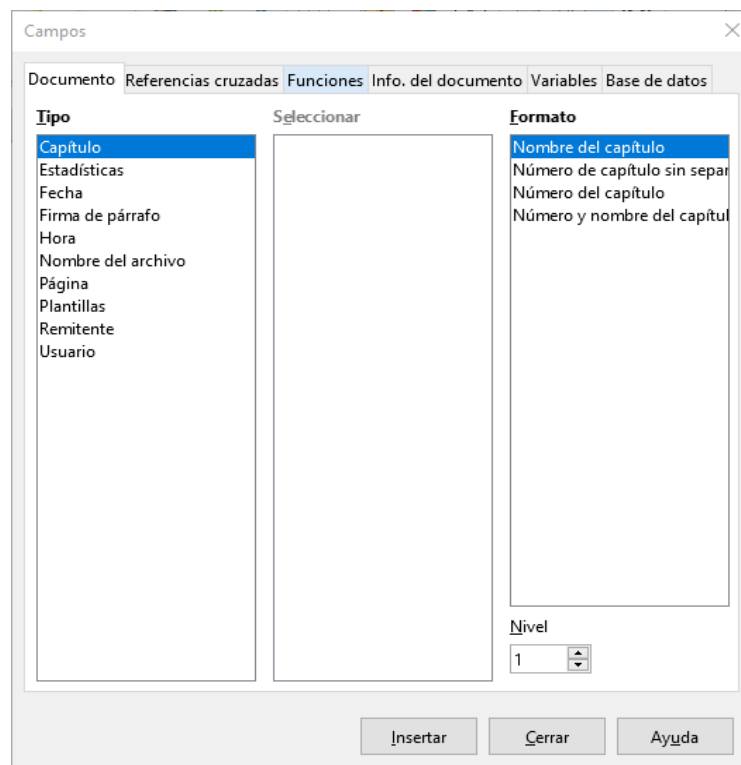 Campos
Documento Referencias cruzadas Funciones Info. del documento Variables Base de datos
Tipo
Capítulo
Estadísticas
Fecha
Firma de párrafo
Hora
Nombre del archivo
Página
Plantillas
Remitente
Usuario
Seleccionar
Formato
Nombre del capítulo
Número de capítulo sin separ
Número del capítulo
Número y nombre del capítul
Nivel
1
Insertar Cerrar Ayuda